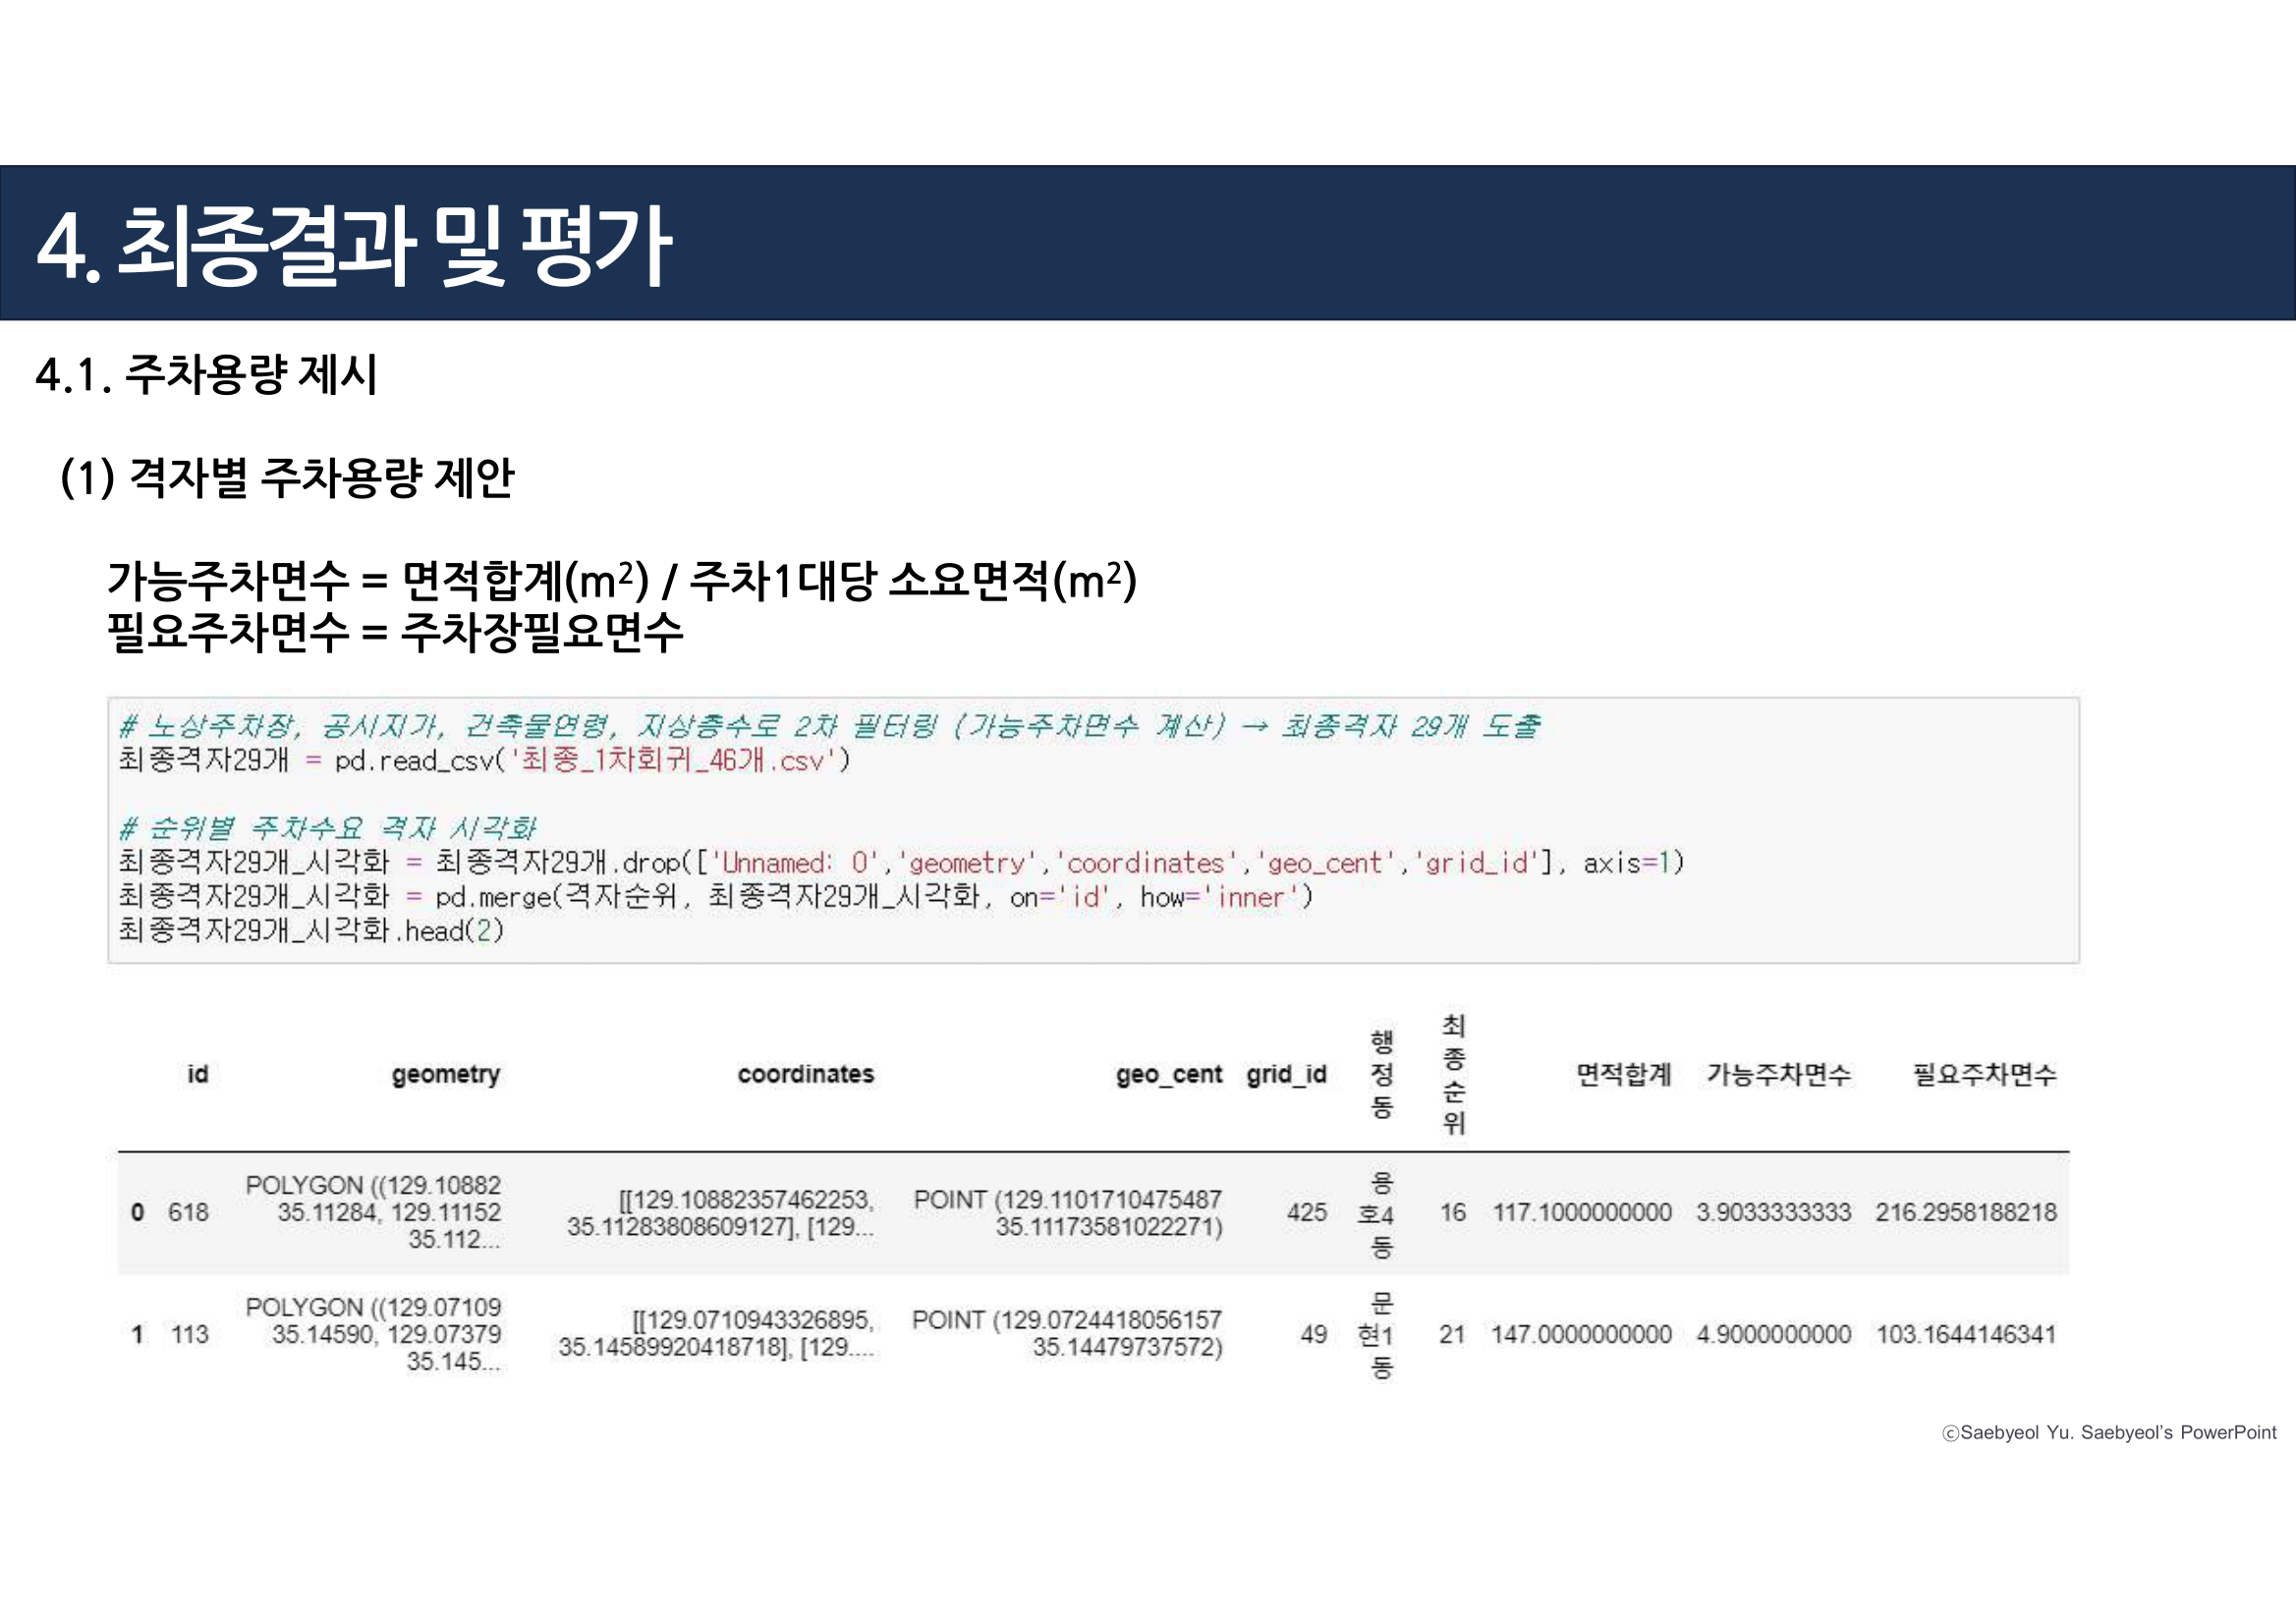 4. 최종결과 및 평가
4.1. 주차용량 제시
(1) 격자별 주차용량 제안
가능주차면수 = 면적합계(m²) / 주차1대당 소요면적(m²)
필요주차면수 = 주차장필요면수
# 노상주차장, 공시지가, 건축물연령, 지상층수로 2차 필터링 (가능주차면수 계산) → 최종격자 29개 도출
최종격자29개 = pd.read_csv('최종_1차회귀_46개.csv')
# 순위별 주차수요 격자 시각화
최종격자29개_시각화 = 최종격자29개.drop(['Unnamed: 0','geometry','coordinates','geo_cent','grid_id'], axis=1)
최종격자29개_시각화 = pd.merge(격자순위, 최종격자29개_시각화, on='id', how='inner')
최종격자29개_시각화.head(2)
id geometry coordinates geo_cent grid_id 행정동 최종순위 면적합계 가능주차면수 필요주차면수
0 618 POLYGON ((129.10882 35.11284, 129.11152 35.112... [[129.10882357462253, 35.11283808609127], [129... POINT (129.1101710475487 35.11173581022271) 425 용호4동 16 117.1000000000 3.9033333333 216.2958188218
1 113 POLYGON ((129.07109 35.14590, 129.07379 35.145... [[129.0710943326895, 35.14589920418718], [129.... POINT (129.0724418056157 35.14479737572) 49 문현1동 21 147.0000000000 4.9000000000 103.1644146341
ⓒSaebyeol Yu. Saebyeol's PowerPoint